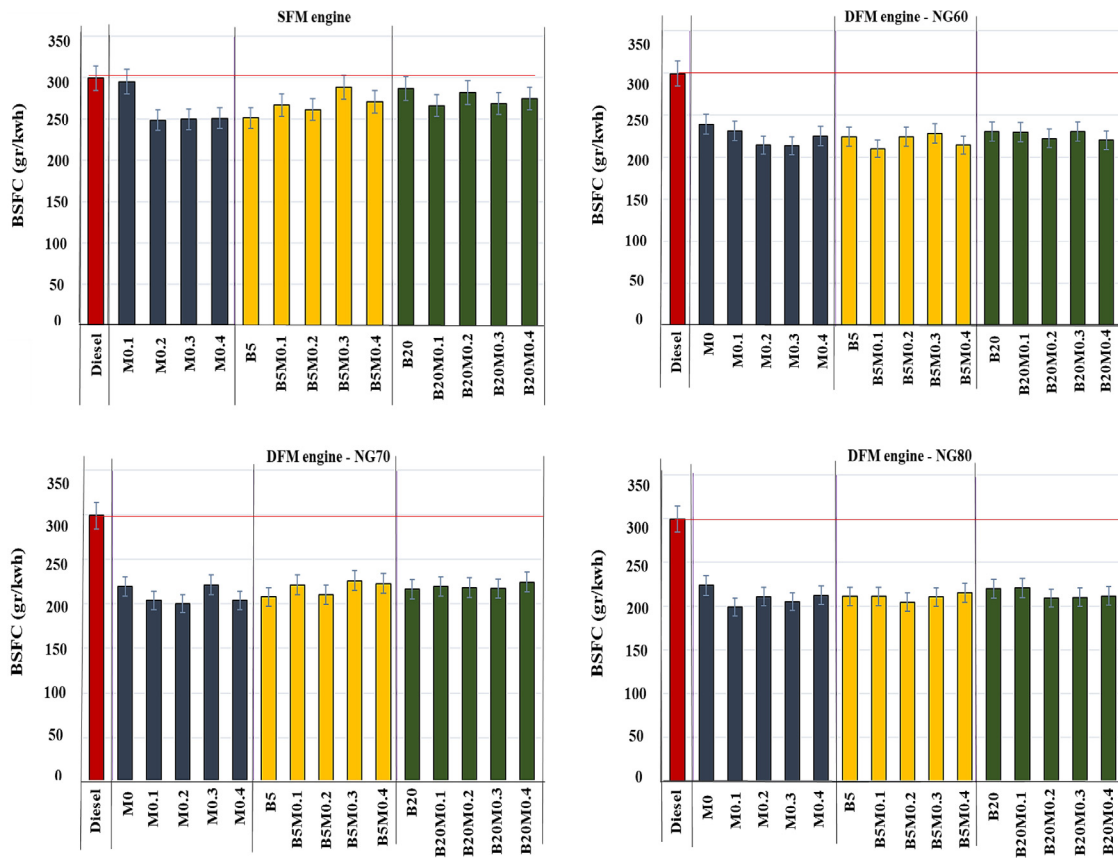 SFM engine
BSFC (gr/kwh)
350
300
250
200
150
100
50
0
Diesel
M0.1
M0.2
M0.3
M0.4
B5
B5M0.1
B5M0.2
B5M0.3
B5M0.4
B20
B20M0.1
B20M0.2
B20M0.3
B20M0.4
DFM engine - NG60
BSFC (gr/kwh)
350
300
250
200
150
100
50
0
Diesel
M0
M0.1
M0.2
M0.3
M0.4
B5
B5M0.1
B5M0.2
B5M0.3
B5M0.4
B20
B20M0.1
B20M0.2
B20M0.3
B20M0.4
DFM engine - NG70
BSFC (gr/kwh)
350
300
250
200
150
100
50
0
Diesel
M0
M0.1
M0.2
M0.3
M0.4
B5
B5M0.1
B5M0.2
B5M0.3
B5M0.4
B20
B20M0.1
B20M0.2
B20M0.3
B20M0.4
DFM engine - NG80
BSFC (gr/kwh)
350
300
250
200
150
100
50
0
Diesel
M0
M0.1
M0.2
M0.3
M0.4
B5
B5M0.1
B5M0.2
B5M0.3
B5M0.4
B20
B20M0.1
B20M0.2
B20M0.3
B20M0.4